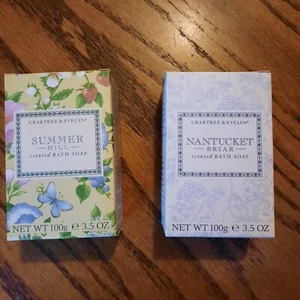 CRABTREE & EVELYN®
SUMMER
HILL
scented BATH SOAP
NET WT 100g e 3.5 OZ
CRABTREE & EVELYN®
NANTUCKET
BRIAR
scented BATH SOAP
NET WT 100g e 3.5 OZ